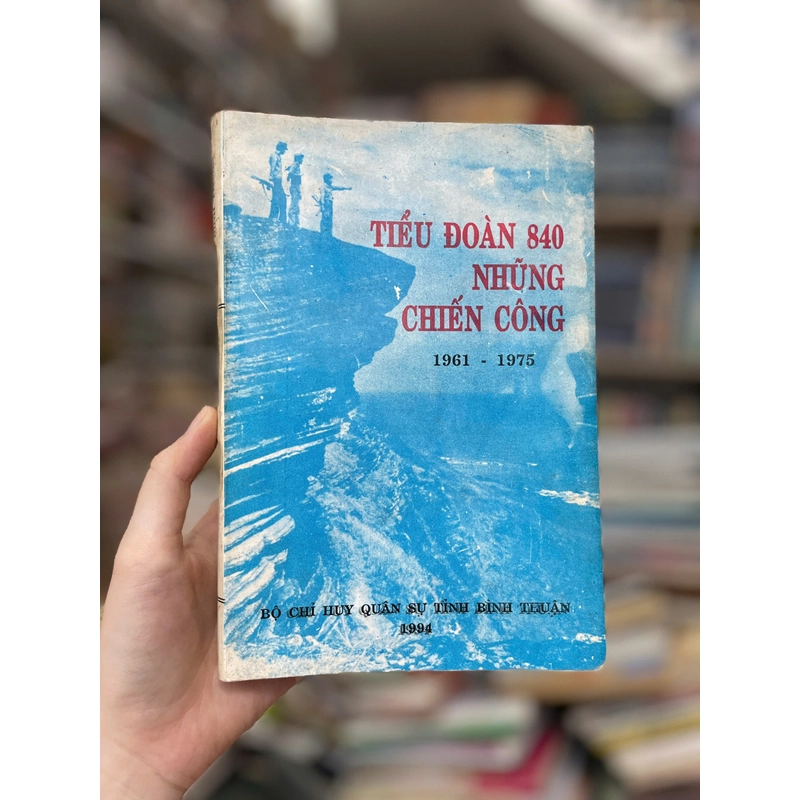 TIỂU ĐOÀN 840
NHỮNG
CHIẾN CÔNG
1961 - 1975
BỘ CHỈ HUY QUÂN SỰ TỈNH BÌNH THUẬN
1994